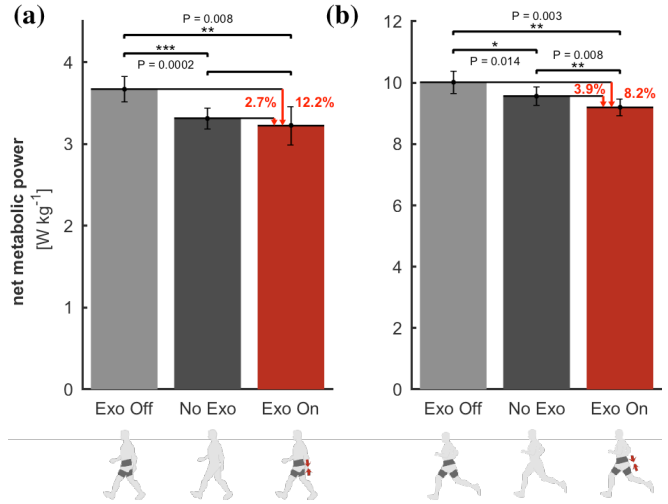 (a)
P = 0.008
**
***
P = 0.0002
2.7%
12.2%
net metabolic power
[W kg-1]
4
3
2
1
0
Exo Off
No Exo
Exo On
(b)
P = 0.003
**
*
P = 0.014
P = 0.008
**
3.9%
8.2%
12
10
8
6
4
2
0
Exo Off
No Exo
Exo On